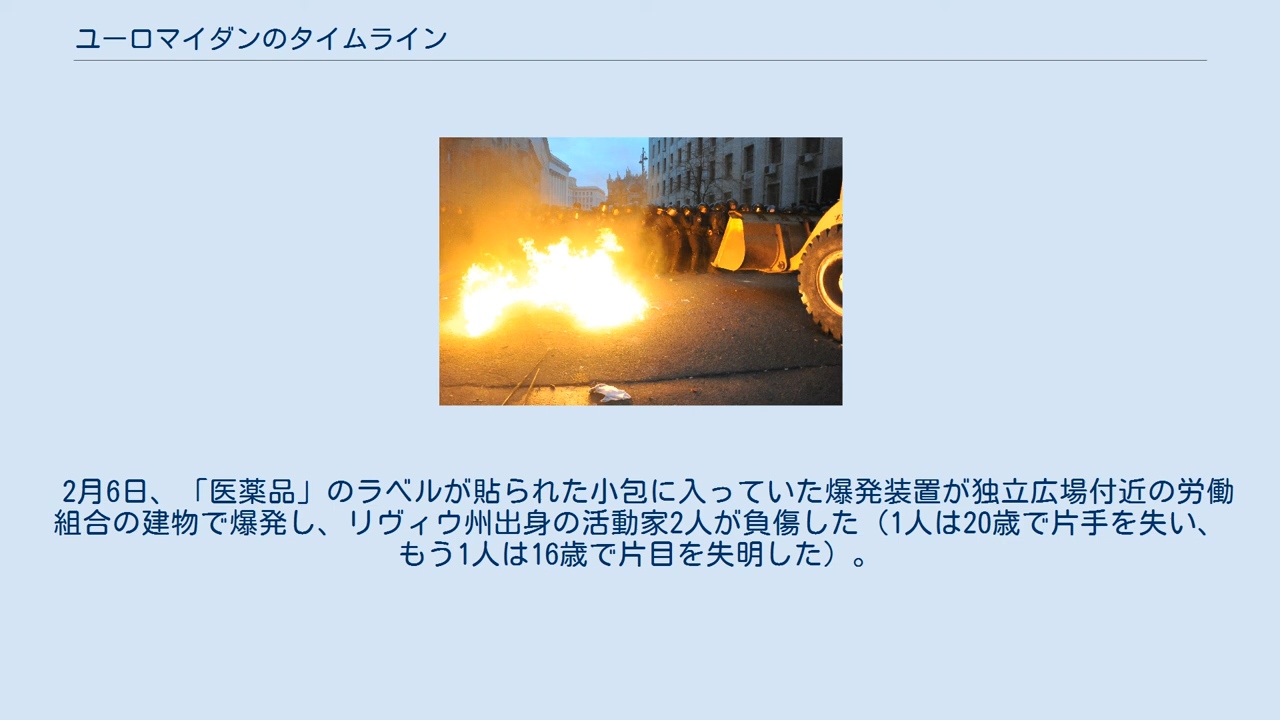 ユーロマイダンのタイムライン
2月6日、「医薬品」のラベルが貼られた小包に入っていた爆発装置が独立広場付近の労働
組合の建物で爆発し、リヴィウ州出身の活動家2人が負傷した（1人は20歳で片手を失い、
もう1人は16歳で片目を失明した）。